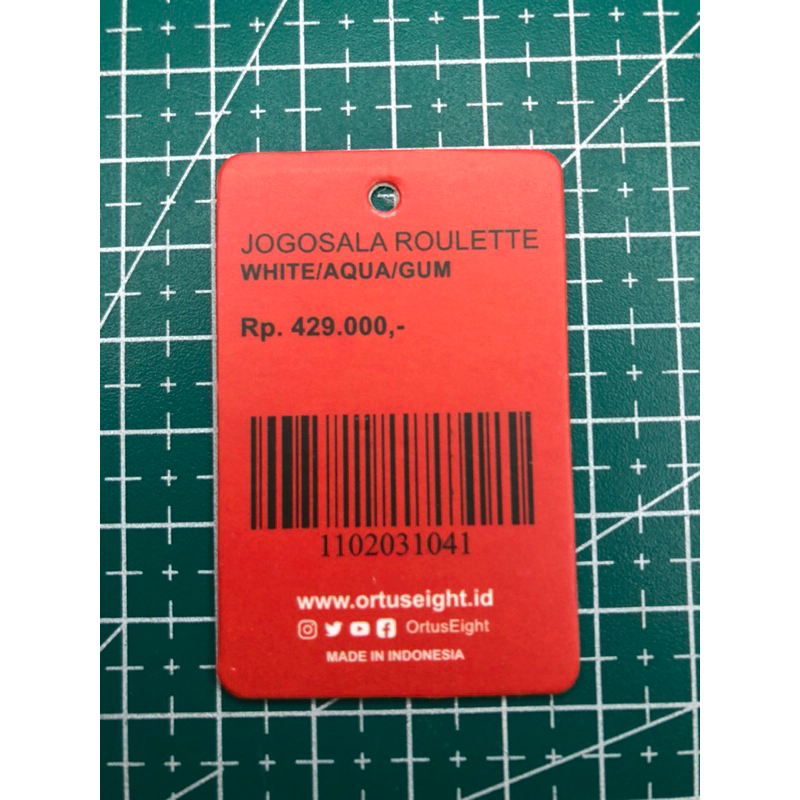 JOGOSALA ROULETTE
WHITE/AQUA/GUM
Rp. 429.000,-
1102031041
www.ortuseight.id
OrtusEight
MADE IN INDONESIA